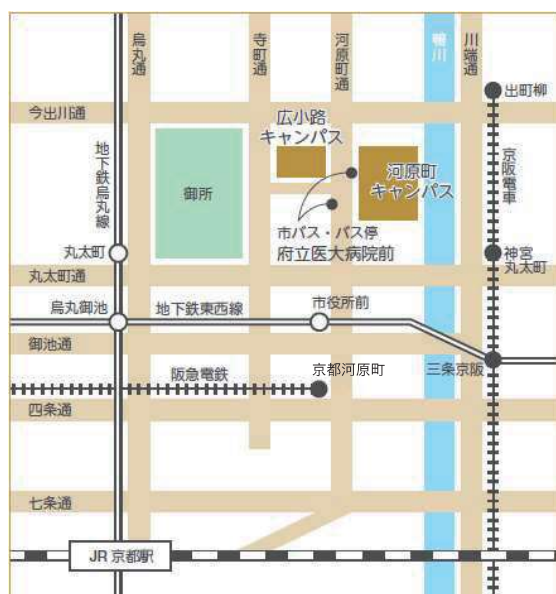 烏丸通
寺町通
河原町通
鴨川
川端通
出町柳
今出川通
広小路
キャンパス
地下鉄烏丸線
御所
河原町
キャンパス
京阪電車
市バス・バス停
府立医大病院前
丸太町
神宮
丸太町
丸太町通
烏丸御池
地下鉄東西線
市役所前
御池通
阪急電鉄
京都河原町
三条京阪
四条通
七条通
JR 京都駅